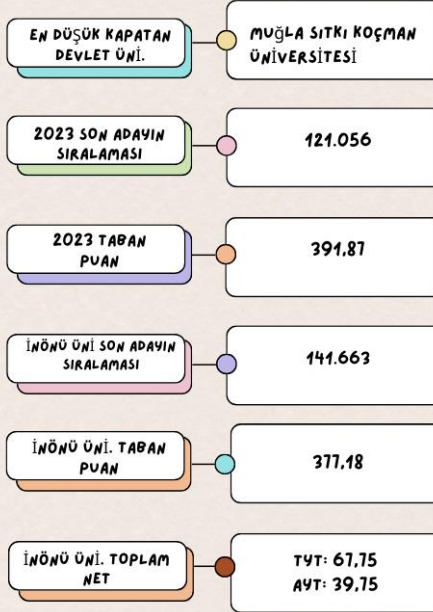 EN DÜŞÜK KAPATAN
DEVLET ÜNİ.
MUĞLA SITKI KOÇMAN
ÜNİVERSİTESİ
2023 SON ADAYIN
SIRALAMASI
121.056
2023 TABAN
PUAN
391,87
İNÖNÜ ÜNİ SON ADAYIN
SIRALAMASI
141.663
İNÖNÜ ÜNİ. TABAN
PUAN
377,18
İNÖNÜ ÜNİ. TOPLAM
NET
TYT: 67,75
AYT: 39,75